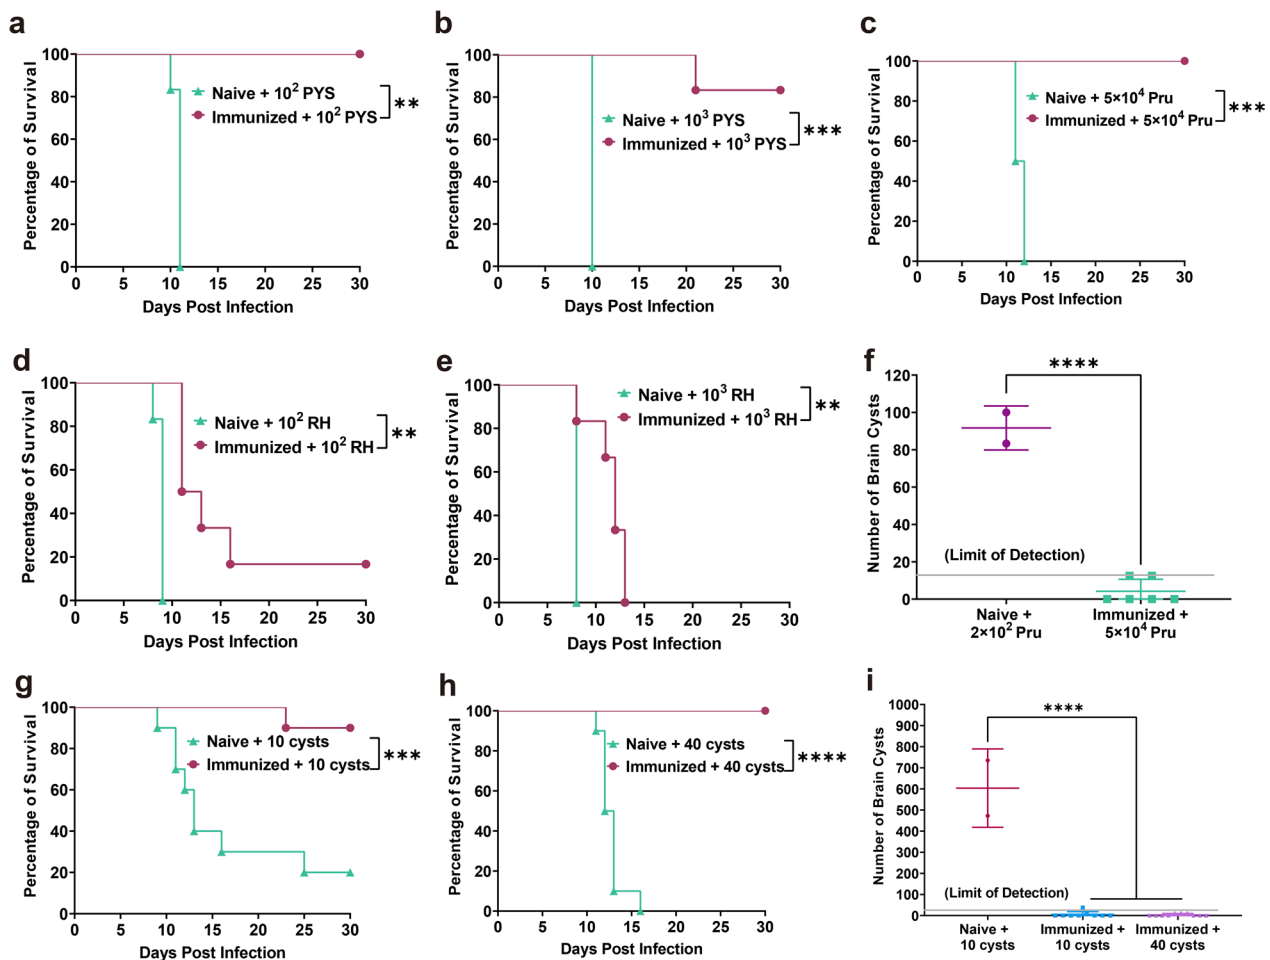 a
Percentage of Survival
100
80
60
40
20
0
0 5 10 15 20 25 30
Days Post Infection
Naive + 10² PYS
Immunized + 10² PYS
**
b
Percentage of Survival
100
80
60
40
20
0
0 5 10 15 20 25 30
Days Post Infection
Naive + 10³ PYS
Immunized + 10³ PYS
***
c
Percentage of Survival
100
80
60
40
20
0
0 5 10 15 20 25 30
Days Post Infection
Naive + 5×10⁴ Pru
Immunized + 5×10⁴ Pru
***
d
Percentage of Survival
100
80
60
40
20
0
0 5 10 15 20 25 30
Days Post Infection
Naive + 10² RH
Immunized + 10² RH
**
e
Percentage of Survival
100
80
60
40
20
0
0 5 10 15 20 25 30
Days Post Infection
Naive + 10³ RH
Immunized + 10³ RH
**
f
Number of Brain Cysts
120
100
80
60
40
20
0
****
(Limit of Detection)
Naive +
2×10² Pru
Immunized +
5×10⁴ Pru
g
Percentage of Survival
100
80
60
40
20
0
0 5 10 15 20 25 30
Days Post Infection
Naive + 10 cysts
Immunized + 10 cysts
***
h
Percentage of Survival
100
80
60
40
20
0
0 5 10 15 20 25 30
Days Post Infection
Naive + 40 cysts
Immunized + 40 cysts
****
i
Number of Brain Cysts
1000
900
800
700
600
500
400
300
200
100
0
****
(Limit of Detection)
Naive +
10 cysts
Immunized +
10 cysts
Immunized +
40 cysts